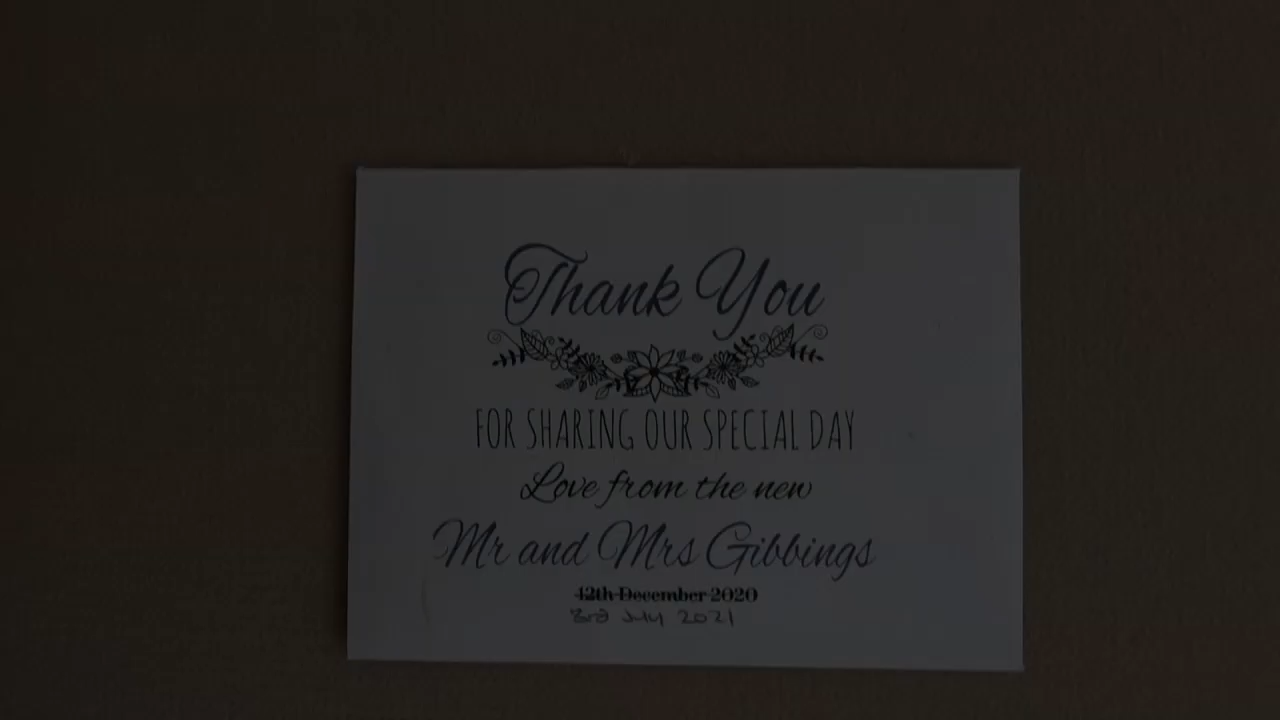 Thank You
FOR SHARING OUR SPECIAL DAY
Love from the new
Mr and Mrs Gibbings
12th December 2020
3rd July 2021